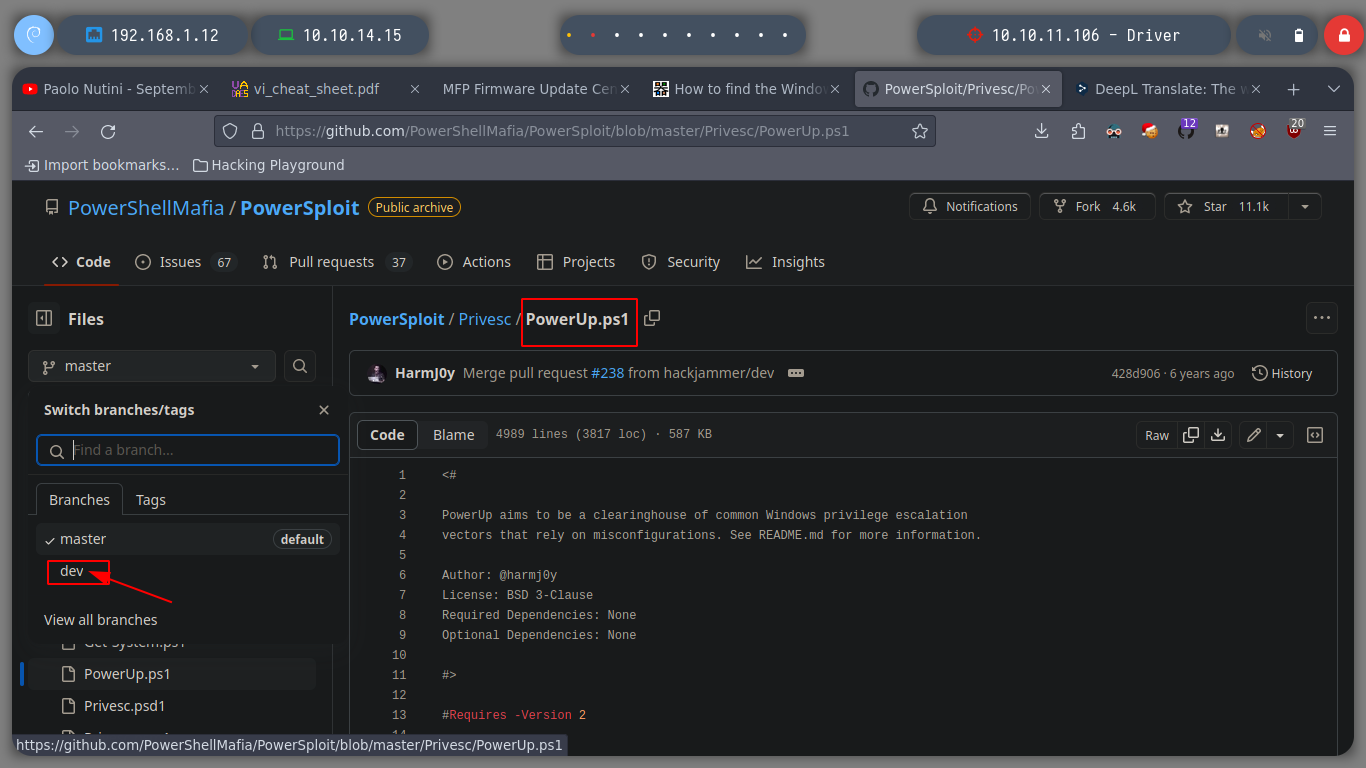 192.168.1.12
10.10.14.15
10.10.11.106 - Driver
Paolo Nutini - Septemb
vi_cheat_sheet.pdf
MFP Firmware Update Cen
How to find the Window
PowerSploit/Privesc/Po
DeepL Translate: The w
https://github.com/PowerShellMafia/PowerSploit/blob/master/Privesc/PowerUp.ps1
12
20
Import bookmarks...
Hacking Playground
PowerShellMafia / PowerSploit
Public archive
Notifications
Fork 4.6k
Star 11.1k
Code
Issues 67
Pull requests 37
Actions
Projects
Security
Insights
Files
PowerSploit / Privesc / PowerUp.ps1
master
HarmJ0y Merge pull request #238 from hackjammer/dev
428d906 · 6 years ago
History
Switch branches/tags
Find a branch...
Code
Blame
4989 lines (3817 loc) · 587 KB
Raw
Branches
Tags
master
default
dev
View all branches
Get-System.ps1
PowerUp.ps1
Privesc.psd1
1 <#
2
3 PowerUp aims to be a clearinghouse of common Windows privilege escalation
4 vectors that rely on misconfigurations. See README.md for more information.
5
6 Author: @harmj0y
7 License: BSD 3-Clause
8 Required Dependencies: None
9 Optional Dependencies: None
10
11 #>
12
13 #Requires -Version 2
14
https://github.com/PowerShellMafia/PowerSploit/blob/master/Privesc/PowerUp.ps1